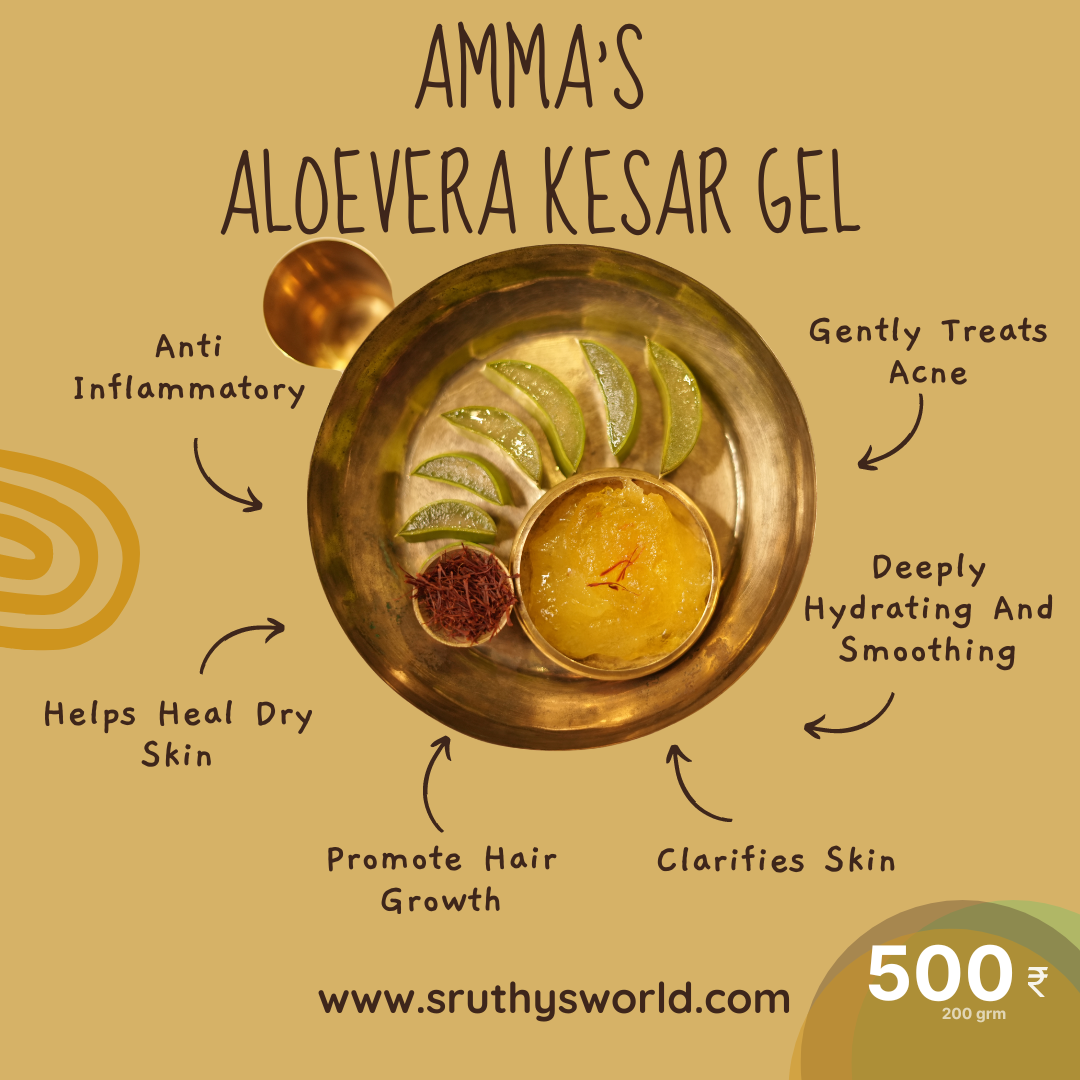 AMMA'S
ALOEVERA KESAR GEL
Anti
Inflammatory
Gently Treats
Acne
Deeply
Hydrating And
Smoothing
Helps Heal Dry
Skin
Promote Hair
Growth
Clarifies Skin
www.sruthysworld.com
500 ₹
200 grm